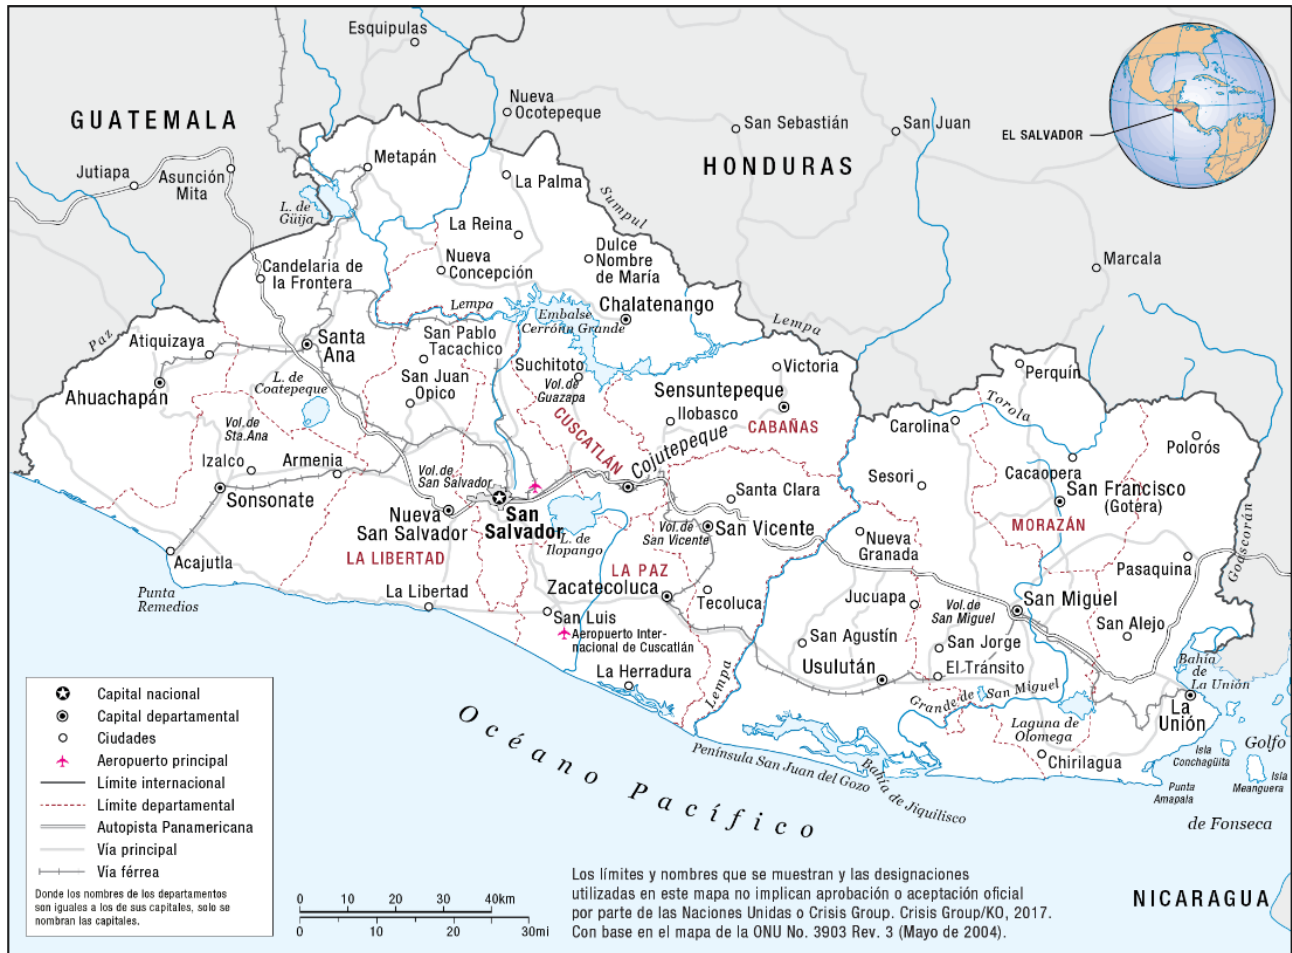 Esquipulas
GUATEMALA
Nueva
Ocotepeque
San Sebastián
San Juan
EL SALVADOR
HONDURAS
Jutiapa
Asunción
Mita
Metapán
La Palma
Sumpul
L. de
Güija
La Reina
Dulce
Nombre
de María
Nueva
Concepción
Marcala
Candelaria de
la Frontera
Lempa
Chalatenango
Embalse
Cerrón Grande
Lempa
Paz
Atiquizaya
Santa
Ana
San Pablo
Tacachico
Suchitoto
Victoria
Perquín
Ahuachapán
L. de
Coatepeque
San Juan
Opico
Vol. de
Guazapa
Sensuntepeque
Ilobasco
CABAÑAS
CUSCATLÁN
Cojutepeque
Carolina
Torola
Polorós
Vol. de
Sta. Ana
Izalco
Armenia
Vol. de
San Salvador
Sesori
Cacaopera
Sonsonate
Santa Clara
San Francisco
(Gotera)
Nueva
San Salvador
San
Salvador
L. de
Ilopango
Vol. de
San Vicente
San Vicente
Nueva
Granada
MORAZÁN
Goascorán
Acajutla
LA LIBERTAD
LA PAZ
Pasaquina
Punta
Remedios
La Libertad
Zacatecoluca
Tecoluca
Jucuapa
Vol. de
San Miguel
San Miguel
San Luis
Aeropuerto Inter-
nacional de Cuscatlán
San Agustín
San Jorge
San Alejo
La Herradura
Lempa
Usulután
El Tránsito
Bahía
de
La Unión
Grande de San Miguel
La
Unión
Laguna de
Olomega
Chirilagua
Isla
Conchagüita
Golfo
Isla
Meanguera
Punta
Amapala
de Fonseca
Península San Juan del Gozo
Bahía de Jiquilisco
Océano Pacífico
NICARAGUA
Capital nacional
Capital departamental
Ciudades
Aeropuerto principal
Límite internacional
Límite departamental
Autopista Panamericana
Vía principal
Vía férrea
Donde los nombres de los departamentos
son iguales a los de sus capitales, solo se
nombran las capitales.
0 10 20 30 40km
0 10 20 30mi
Los límites y nombres que se muestran y las designaciones
utilizadas en este mapa no implican aprobación o aceptación oficial
por parte de las Naciones Unidas o Crisis Group. Crisis Group/KO, 2017.
Con base en el mapa de la ONU No. 3903 Rev. 3 (Mayo de 2004).